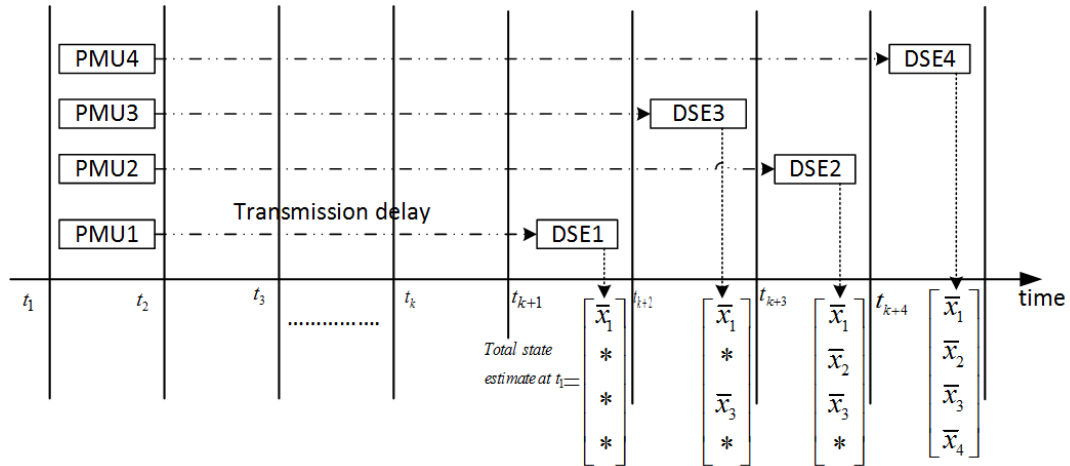 PMU4
DSE4
PMU3
DSE3
PMU2
DSE2
Transmission delay
PMU1
DSE1
t₁ t₂ t₃ tₖ tₖ₊₁ tₖ₊₂ tₖ₊₃ tₖ₊₄ time
................
Total state
estimate at t₁=
x̅₁ x̅₁ x̅₁ x̅₁
* * x̅₂ x̅₂
* x̅₃ x̅₃ x̅₃
* * * x̅₄